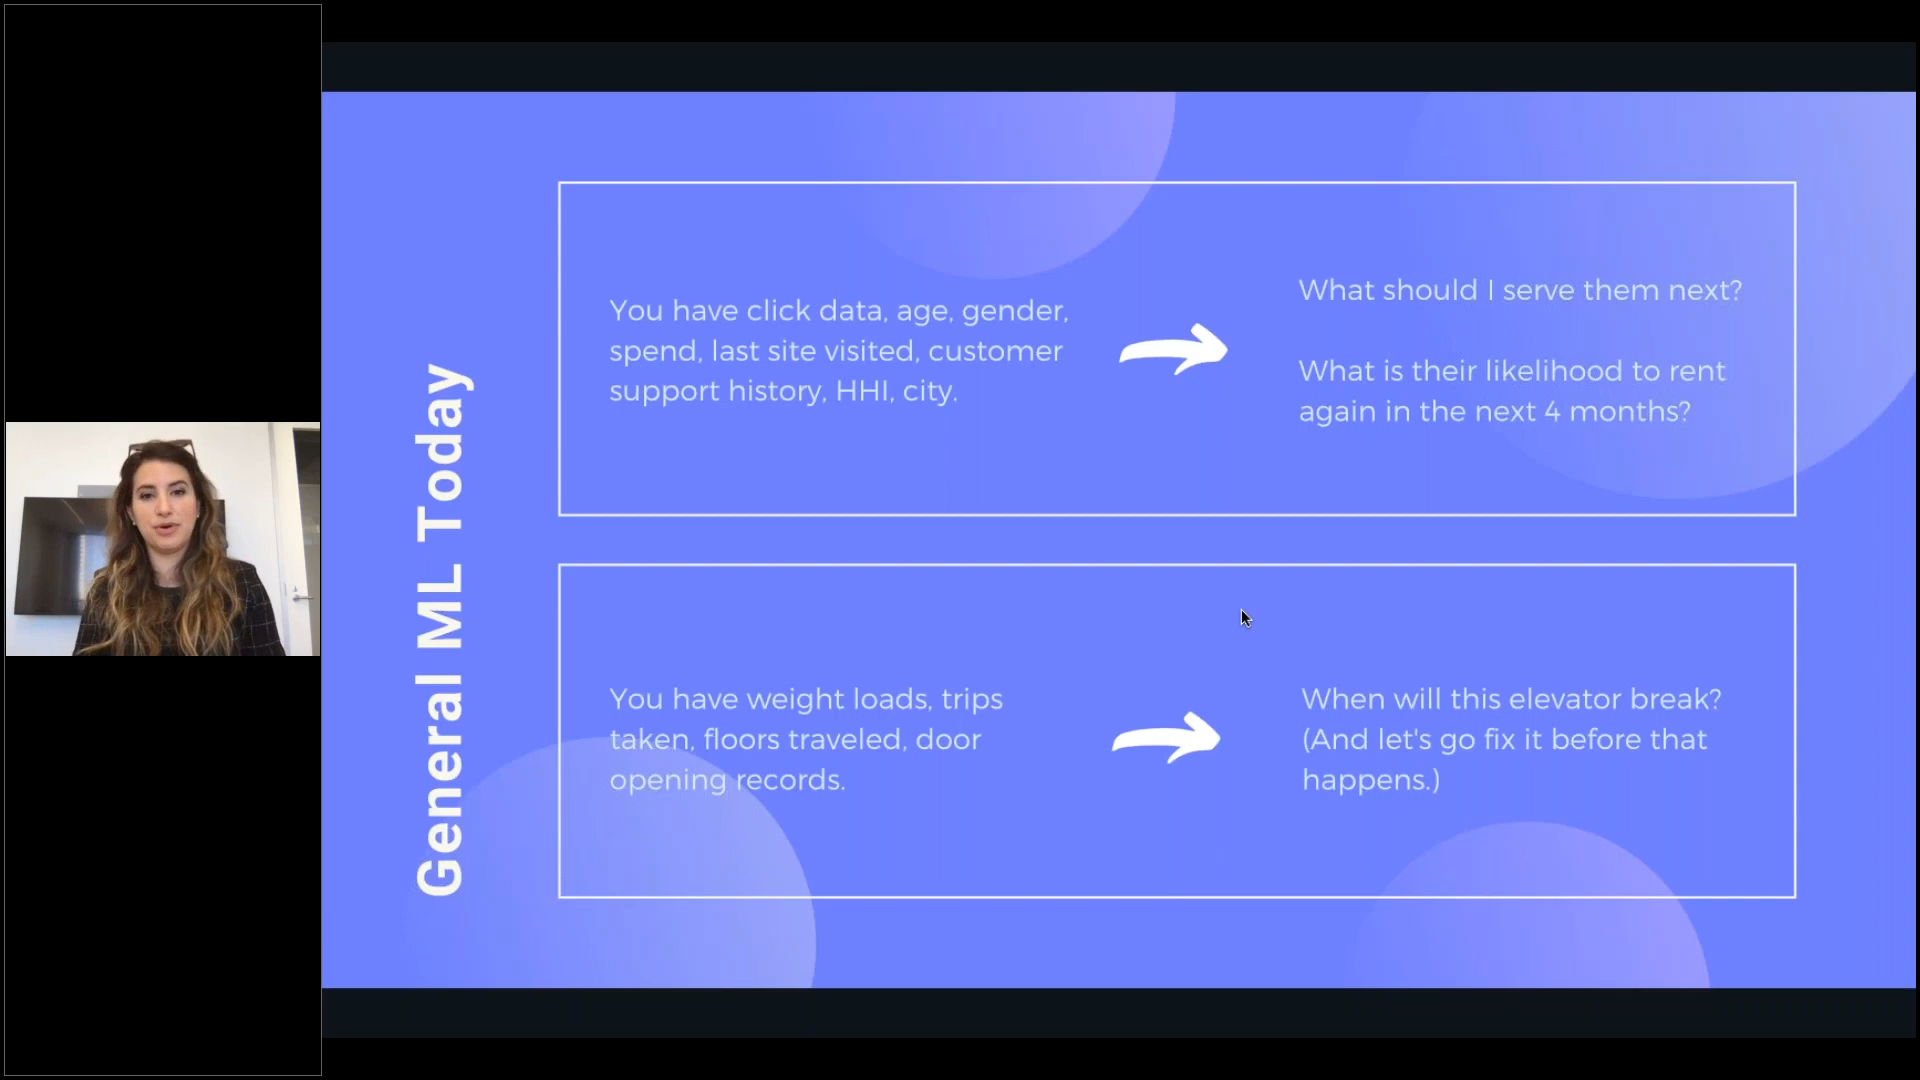 General ML Today
You have click data, age, gender,
spend, last site visited, customer
support history, HHI, city.
What should I serve them next?
What is their likelihood to rent
again in the next 4 months?
You have weight loads, trips
taken, floors traveled, door
opening records.
When will this elevator break?
(And let's go fix it before that
happens.)